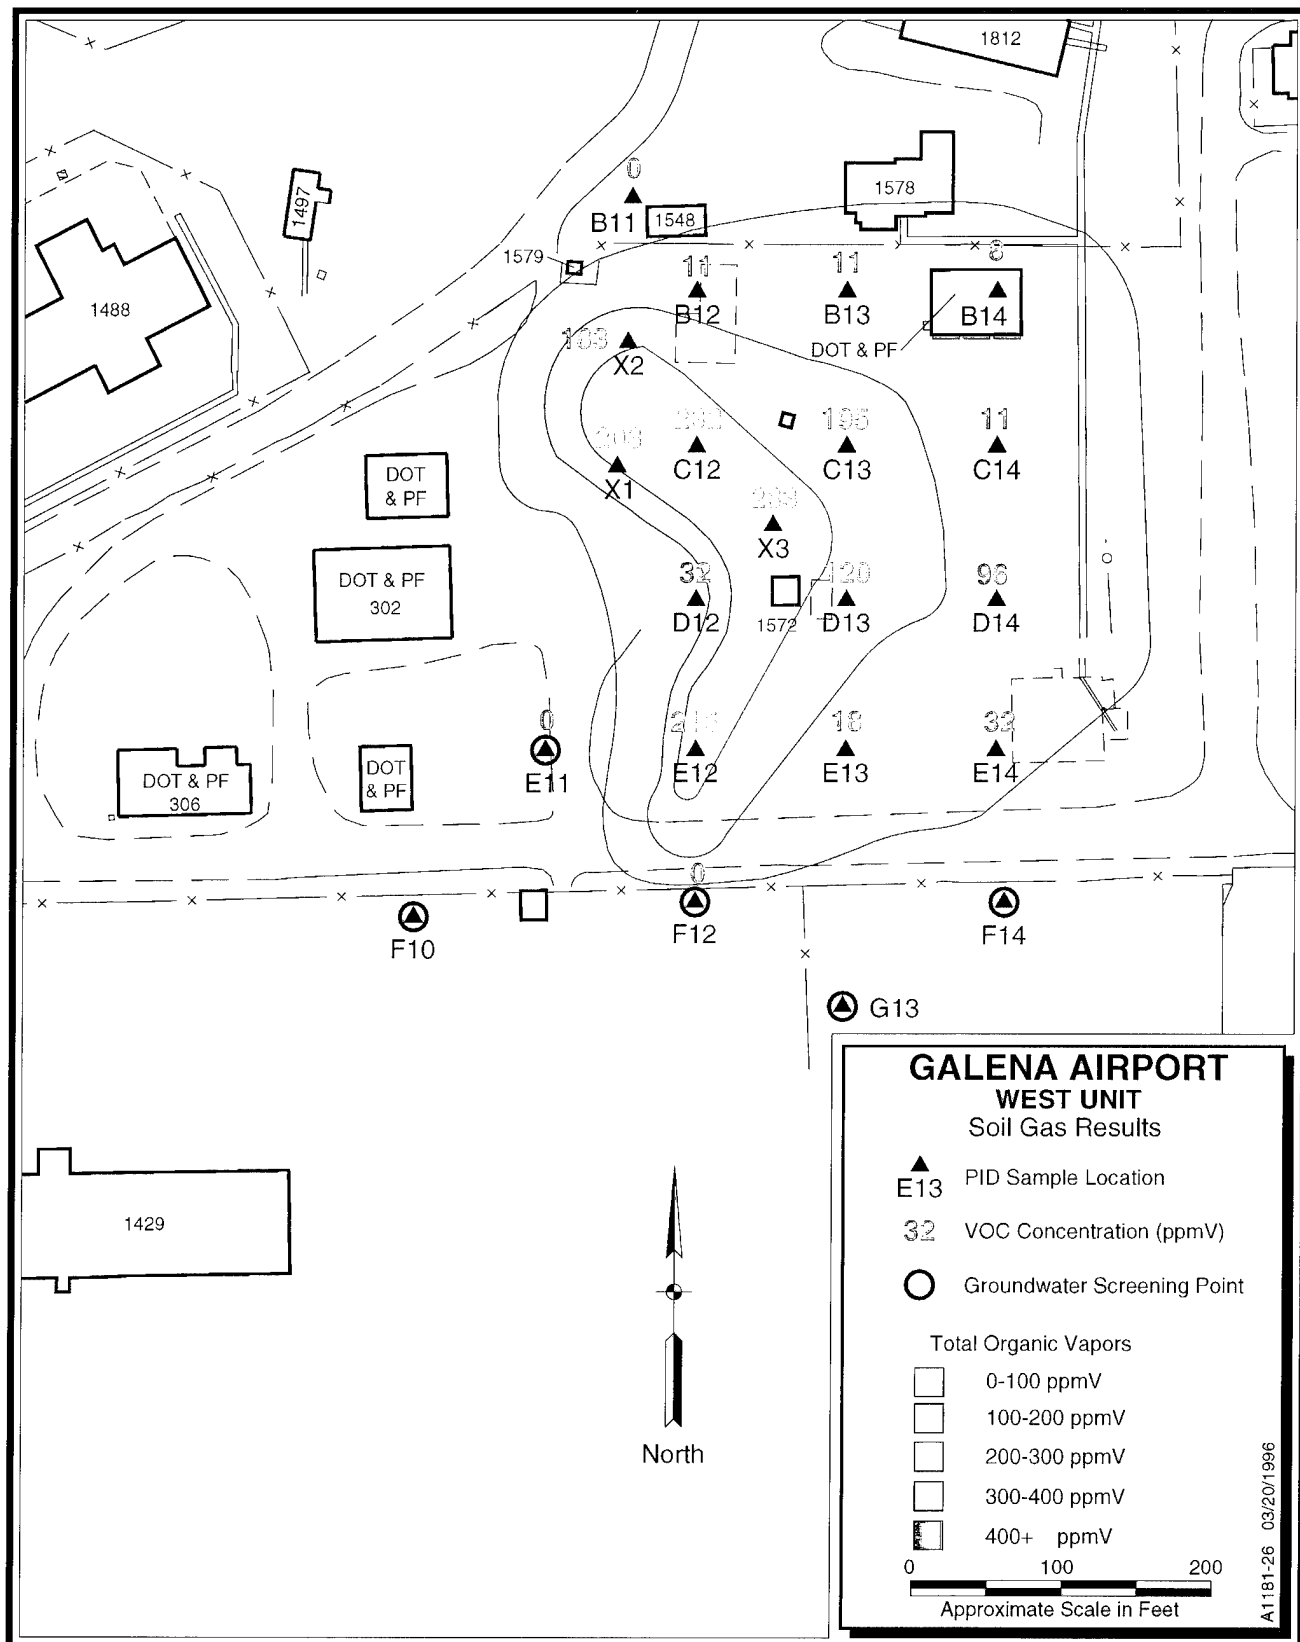 1812
0
1578
B11
1548
1497
1579
11
11
8
1488
B12
B13
B14
DOT & PF
X2
195
11
203
C12
C13
C14
DOT
& PF
X1
X3
DOT & PF
302
32
120
96
1572
D12
D13
D14
0
18
32
DOT & PF
306
DOT
& PF
E11
E12
E13
E14
0
F10
F12
F14
G13
GALENA AIRPORT
WEST UNIT
Soil Gas Results
E13 PID Sample Location
32 VOC Concentration (ppmV)
Groundwater Screening Point
Total Organic Vapors
0-100 ppmV
100-200 ppmV
200-300 ppmV
300-400 ppmV
400+ ppmV
0 100 200
Approximate Scale in Feet
A1181-26 03/20/1996
1429
North